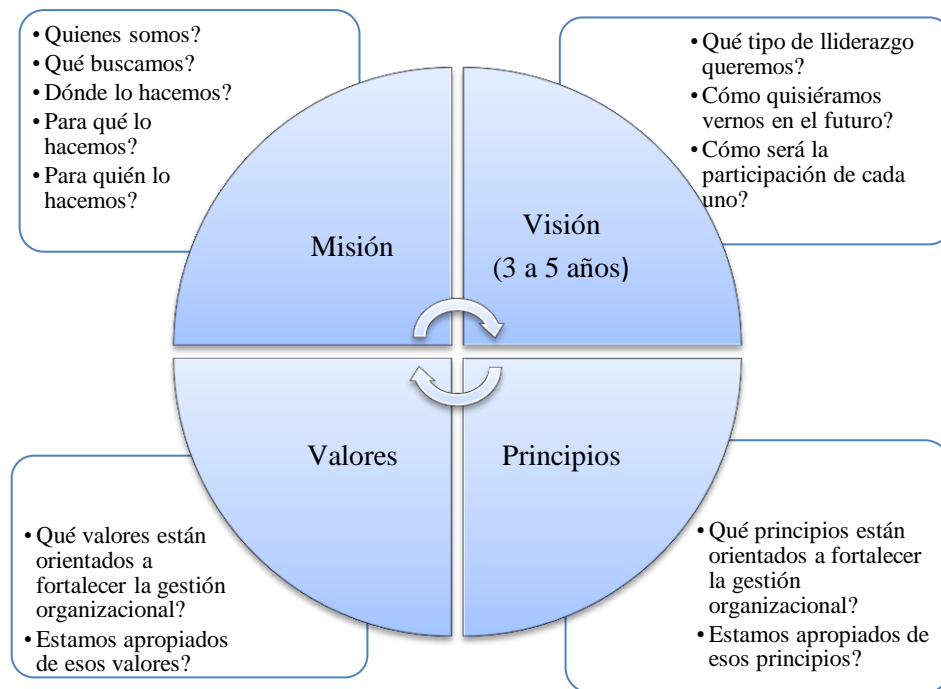 • Quienes somos?
• Qué buscamos?
• Dónde lo hacemos?
• Para qué lo
hacemos?
• Para quién lo
hacemos?
• Qué tipo de lliderazgo
queremos?
• Cómo quisiéramos
vernos en el futuro?
• Cómo será la
participación de cada
uno?
Misión
Visión
(3 a 5 años)
Valores
Principios
• Qué valores están
orientados a
fortalecer la gestión
organizacional?
• Estamos apropiados
de esos valores?
• Qué principios están
orientados a fortalecer
la gestión
organizacional?
• Estamos apropiados de
esos principios?